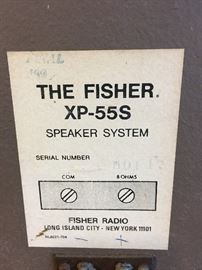 THE FISHER
XP-55S
SPEAKER SYSTEM
SERIAL NUMBER
COM 8 OHMS
FISHER RADIO
LONG ISLAND CITY - NEW YORK 11101
- +